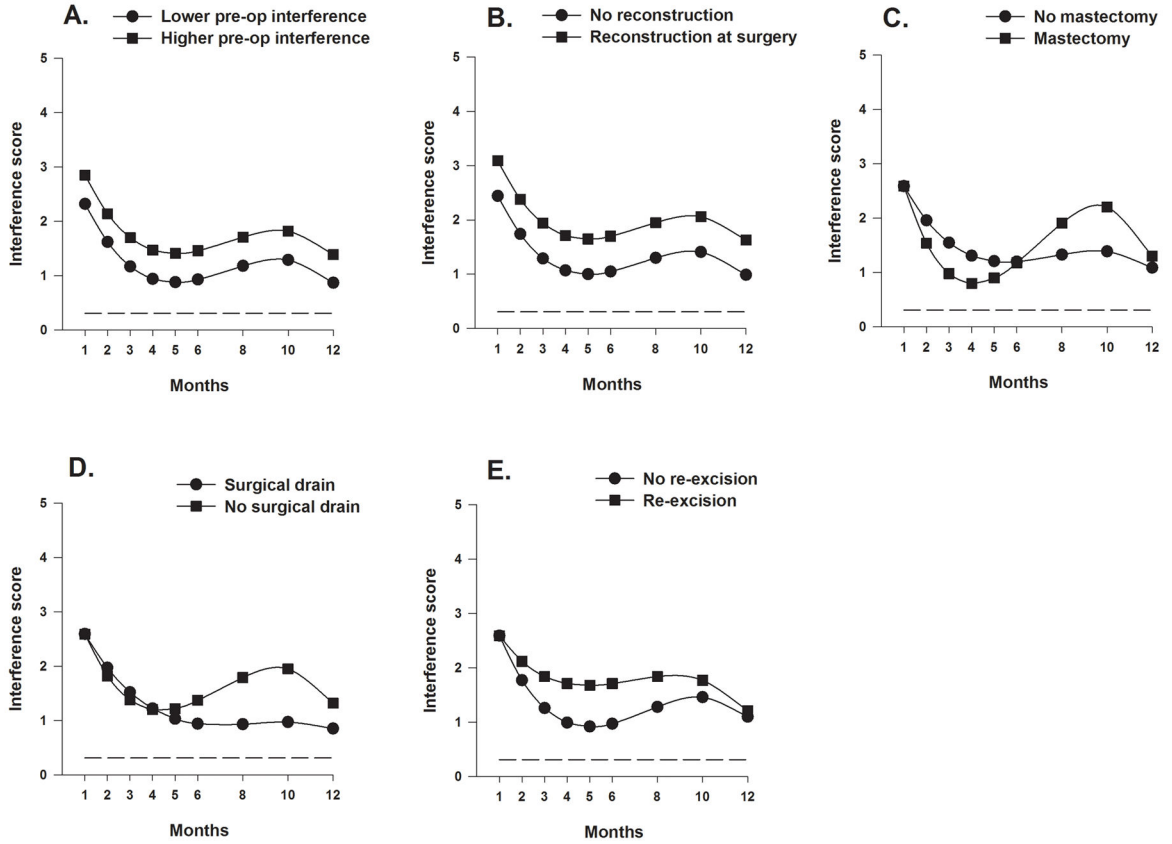 A.
Lower pre-op interference
Higher pre-op interference
Interference score
5
4
3
2
1
0
1 2 3 4 5 6 8 10 12
Months
B.
No reconstruction
Reconstruction at surgery
Interference score
5
4
3
2
1
0
1 2 3 4 5 6 8 10 12
Months
C.
No mastectomy
Mastectomy
Interference score
5
4
3
2
1
0
1 2 3 4 5 6 8 10 12
Months
D.
Surgical drain
No surgical drain
Interference score
5
4
3
2
1
0
1 2 3 4 5 6 8 10 12
Months
E.
No re-excision
Re-excision
Interference score
5
4
3
2
1
0
1 2 3 4 5 6 8 10 12
Months